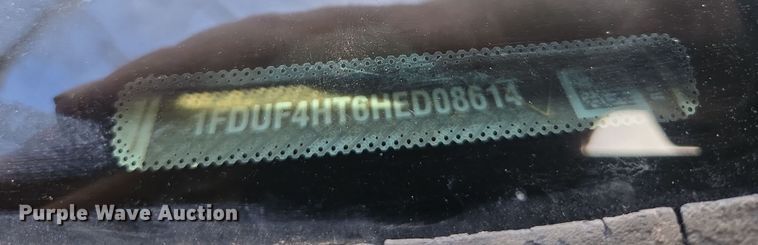 1FDUF4HT6HED08614
Purple Wave Auction